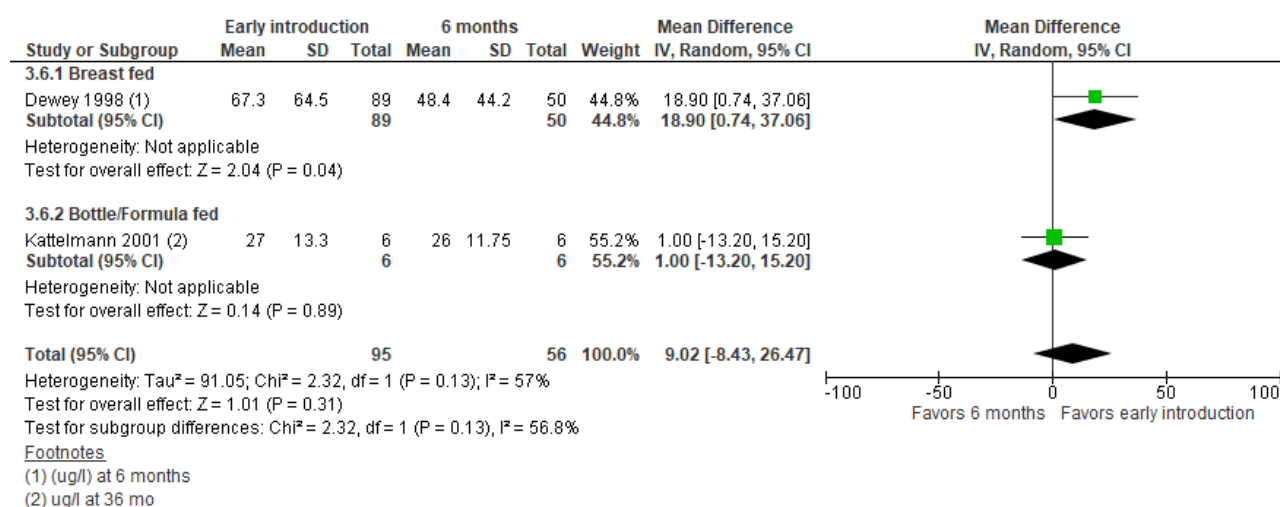 Early introduction 6 months Mean Difference Mean Difference
Study or Subgroup Mean SD Total Mean SD Total Weight IV, Random, 95% CI IV, Random, 95% CI
3.6.1 Breast fed
Dewey 1998 (1) 67.3 64.5 89 48.4 44.2 50 44.8% 18.90 [0.74, 37.06]
Subtotal (95% CI) 89 50 44.8% 18.90 [0.74, 37.06]
Heterogeneity: Not applicable
Test for overall effect: Z = 2.04 (P = 0.04)
3.6.2 Bottle/Formula fed
Kattelmann 2001 (2) 27 13.3 6 26 11.75 6 55.2% 1.00 [-13.20, 15.20]
Subtotal (95% CI) 6 6 55.2% 1.00 [-13.20, 15.20]
Heterogeneity: Not applicable
Test for overall effect: Z = 0.14 (P = 0.89)
Total (95% CI) 95 56 100.0% 9.02 [-8.43, 26.47]
Heterogeneity: Tau² = 91.05; Chi² = 2.32, df = 1 (P = 0.13); I² = 57%
Test for overall effect: Z = 1.01 (P = 0.31)
Test for subgroup differences: Chi² = 2.32, df = 1 (P = 0.13), I² = 56.8%
-100 -50 0 50 100
Favors 6 months Favors early introduction
Footnotes
(1) (ug/l) at 6 months
(2) ug/l at 36 mo